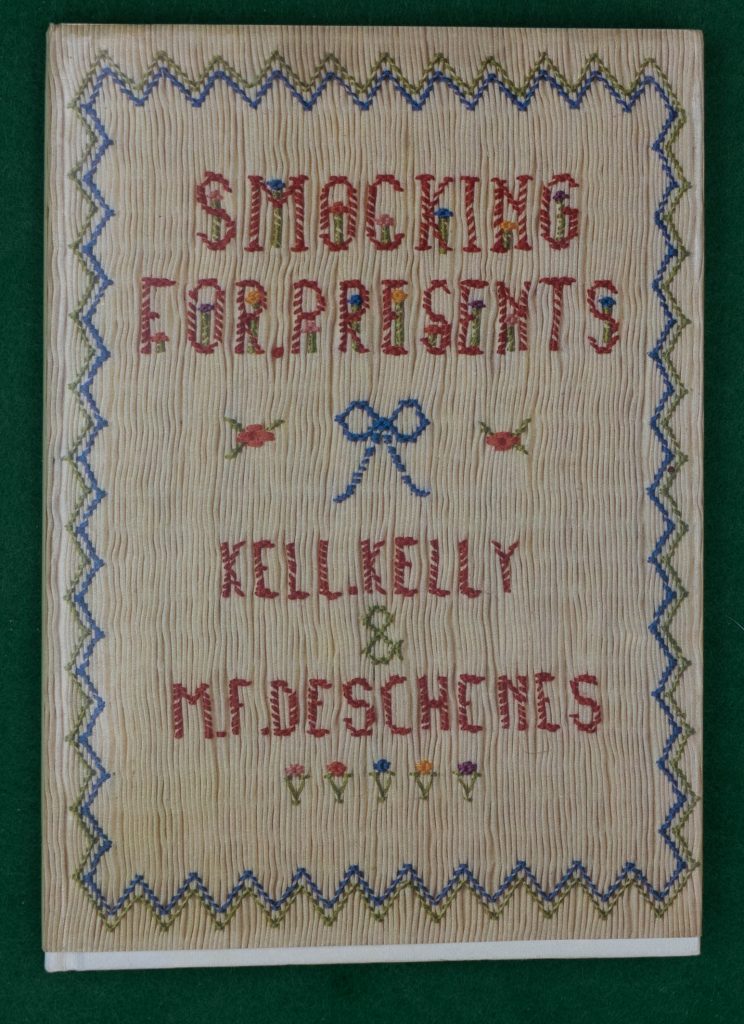 SMOCKING
FOR.PRESENTS
KELL.KELLY
&
M.F.DESCHENES